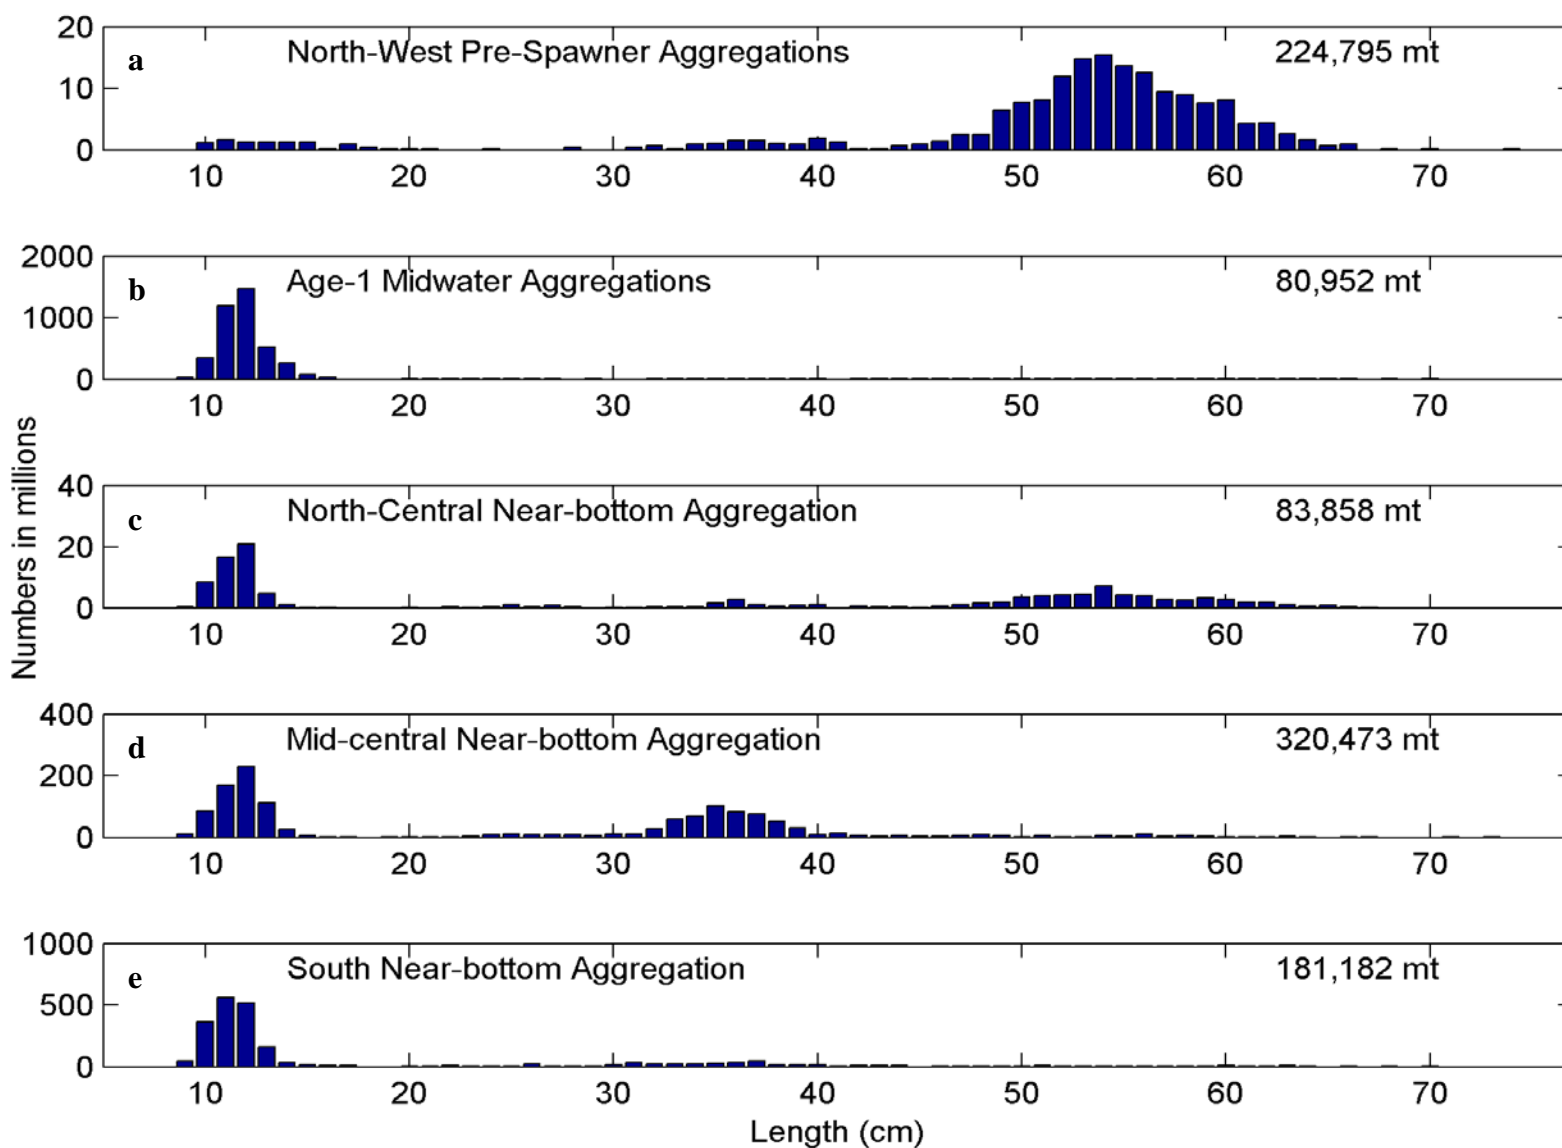 20
a North-West Pre-Spawner Aggregations 224,795 mt
10
0
10 20 30 40 50 60 70
2000
b Age-1 Midwater Aggregations 80,952 mt
1000
0
10 20 30 40 50 60 70
Numbers in millions
40
c North-Central Near-bottom Aggregation 83,858 mt
20
0
10 20 30 40 50 60 70
400
d Mid-central Near-bottom Aggregation 320,473 mt
200
0
10 20 30 40 50 60 70
1000
e South Near-bottom Aggregation 181,182 mt
500
0
10 20 30 40 50 60 70
Length (cm)